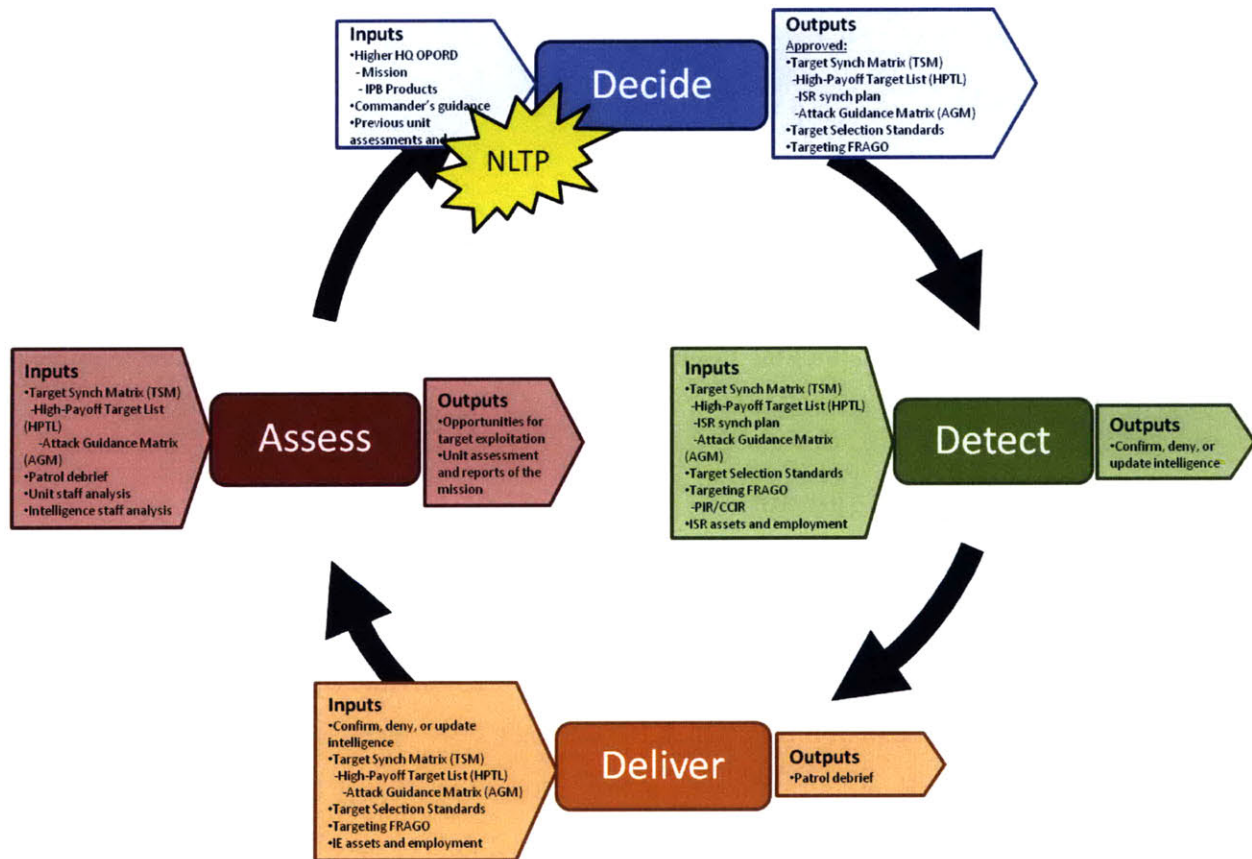 Inputs
•Higher HQ OPORD
- Mission
- IPB Products
•Commander's guidance
•Previous unit
assessments and
NLTP
Decide
Outputs
Approved:
•Target Synch Matrix (TSM)
-High-Payoff Target List (HPTL)
-ISR synch plan
-Attack Guidance Matrix (AGM)
•Target Selection Standards
•Targeting FRAGO
Inputs
•Target Synch Matrix (TSM)
-High-Payoff Target List
(HPTL)
-Attack Guidance Matrix
(AGM)
•Patrol debrief
•Unit staff analysis
•Intelligence staff analysis
Assess
Outputs
•Opportunities for
target exploitation
•Unit assessment
and reports of the
mission
Inputs
•Target Synch Matrix (TSM)
-High-Payoff Target List (HPTL)
-ISR synch plan
-Attack Guidance Matrix
(AGM)
•Target Selection Standards
•Targeting FRAGO
-PIR/CCIR
•ISR assets and employment
Detect
Outputs
•Confirm, deny, or
update intelligence
Inputs
•Confirm, deny, or update
intelligence
•Target Synch Matrix (TSM)
-High-Payoff Target List (HPTL)
-Attack Guidance Matrix (AGM)
•Target Selection Standards
•Targeting FRAGO
•IE assets and employment
Deliver
Outputs
•Patrol debrief